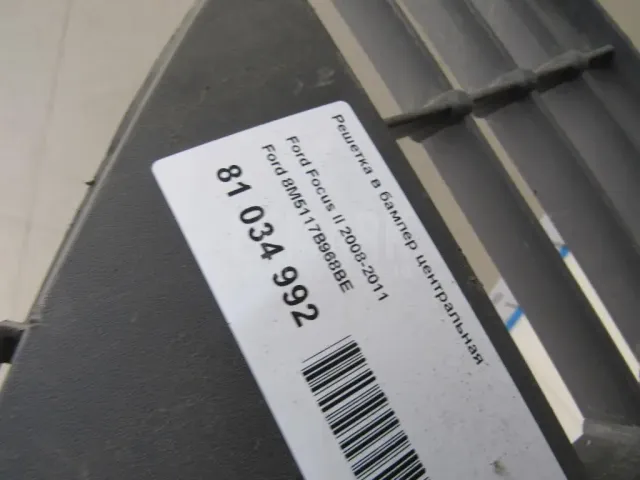 Решетка в бампер центральная
Ford Focus II 2008-2011
Ford 8M5117B968BE
81 034 992